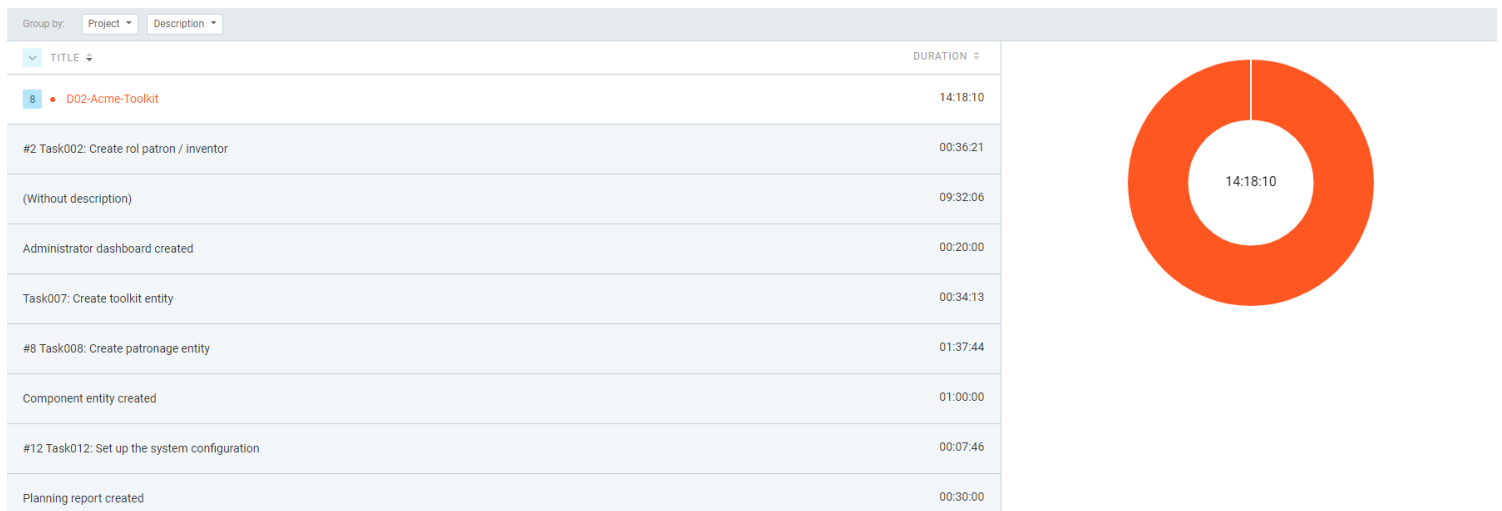 Group by: Project Description
TITLE DURATION
8 D02-Acme-Toolkit 14:18:10
#2 Task002: Create rol patron / inventor 00:36:21
(Without description) 09:32:06
Administrator dashboard created 00:20:00
Task007: Create toolkit entity 00:34:13
#8 Task008: Create patronage entity 01:37:44
Component entity created 01:00:00
#12 Task012: Set up the system configuration 00:07:46
Planning report created 00:30:00
14:18:10